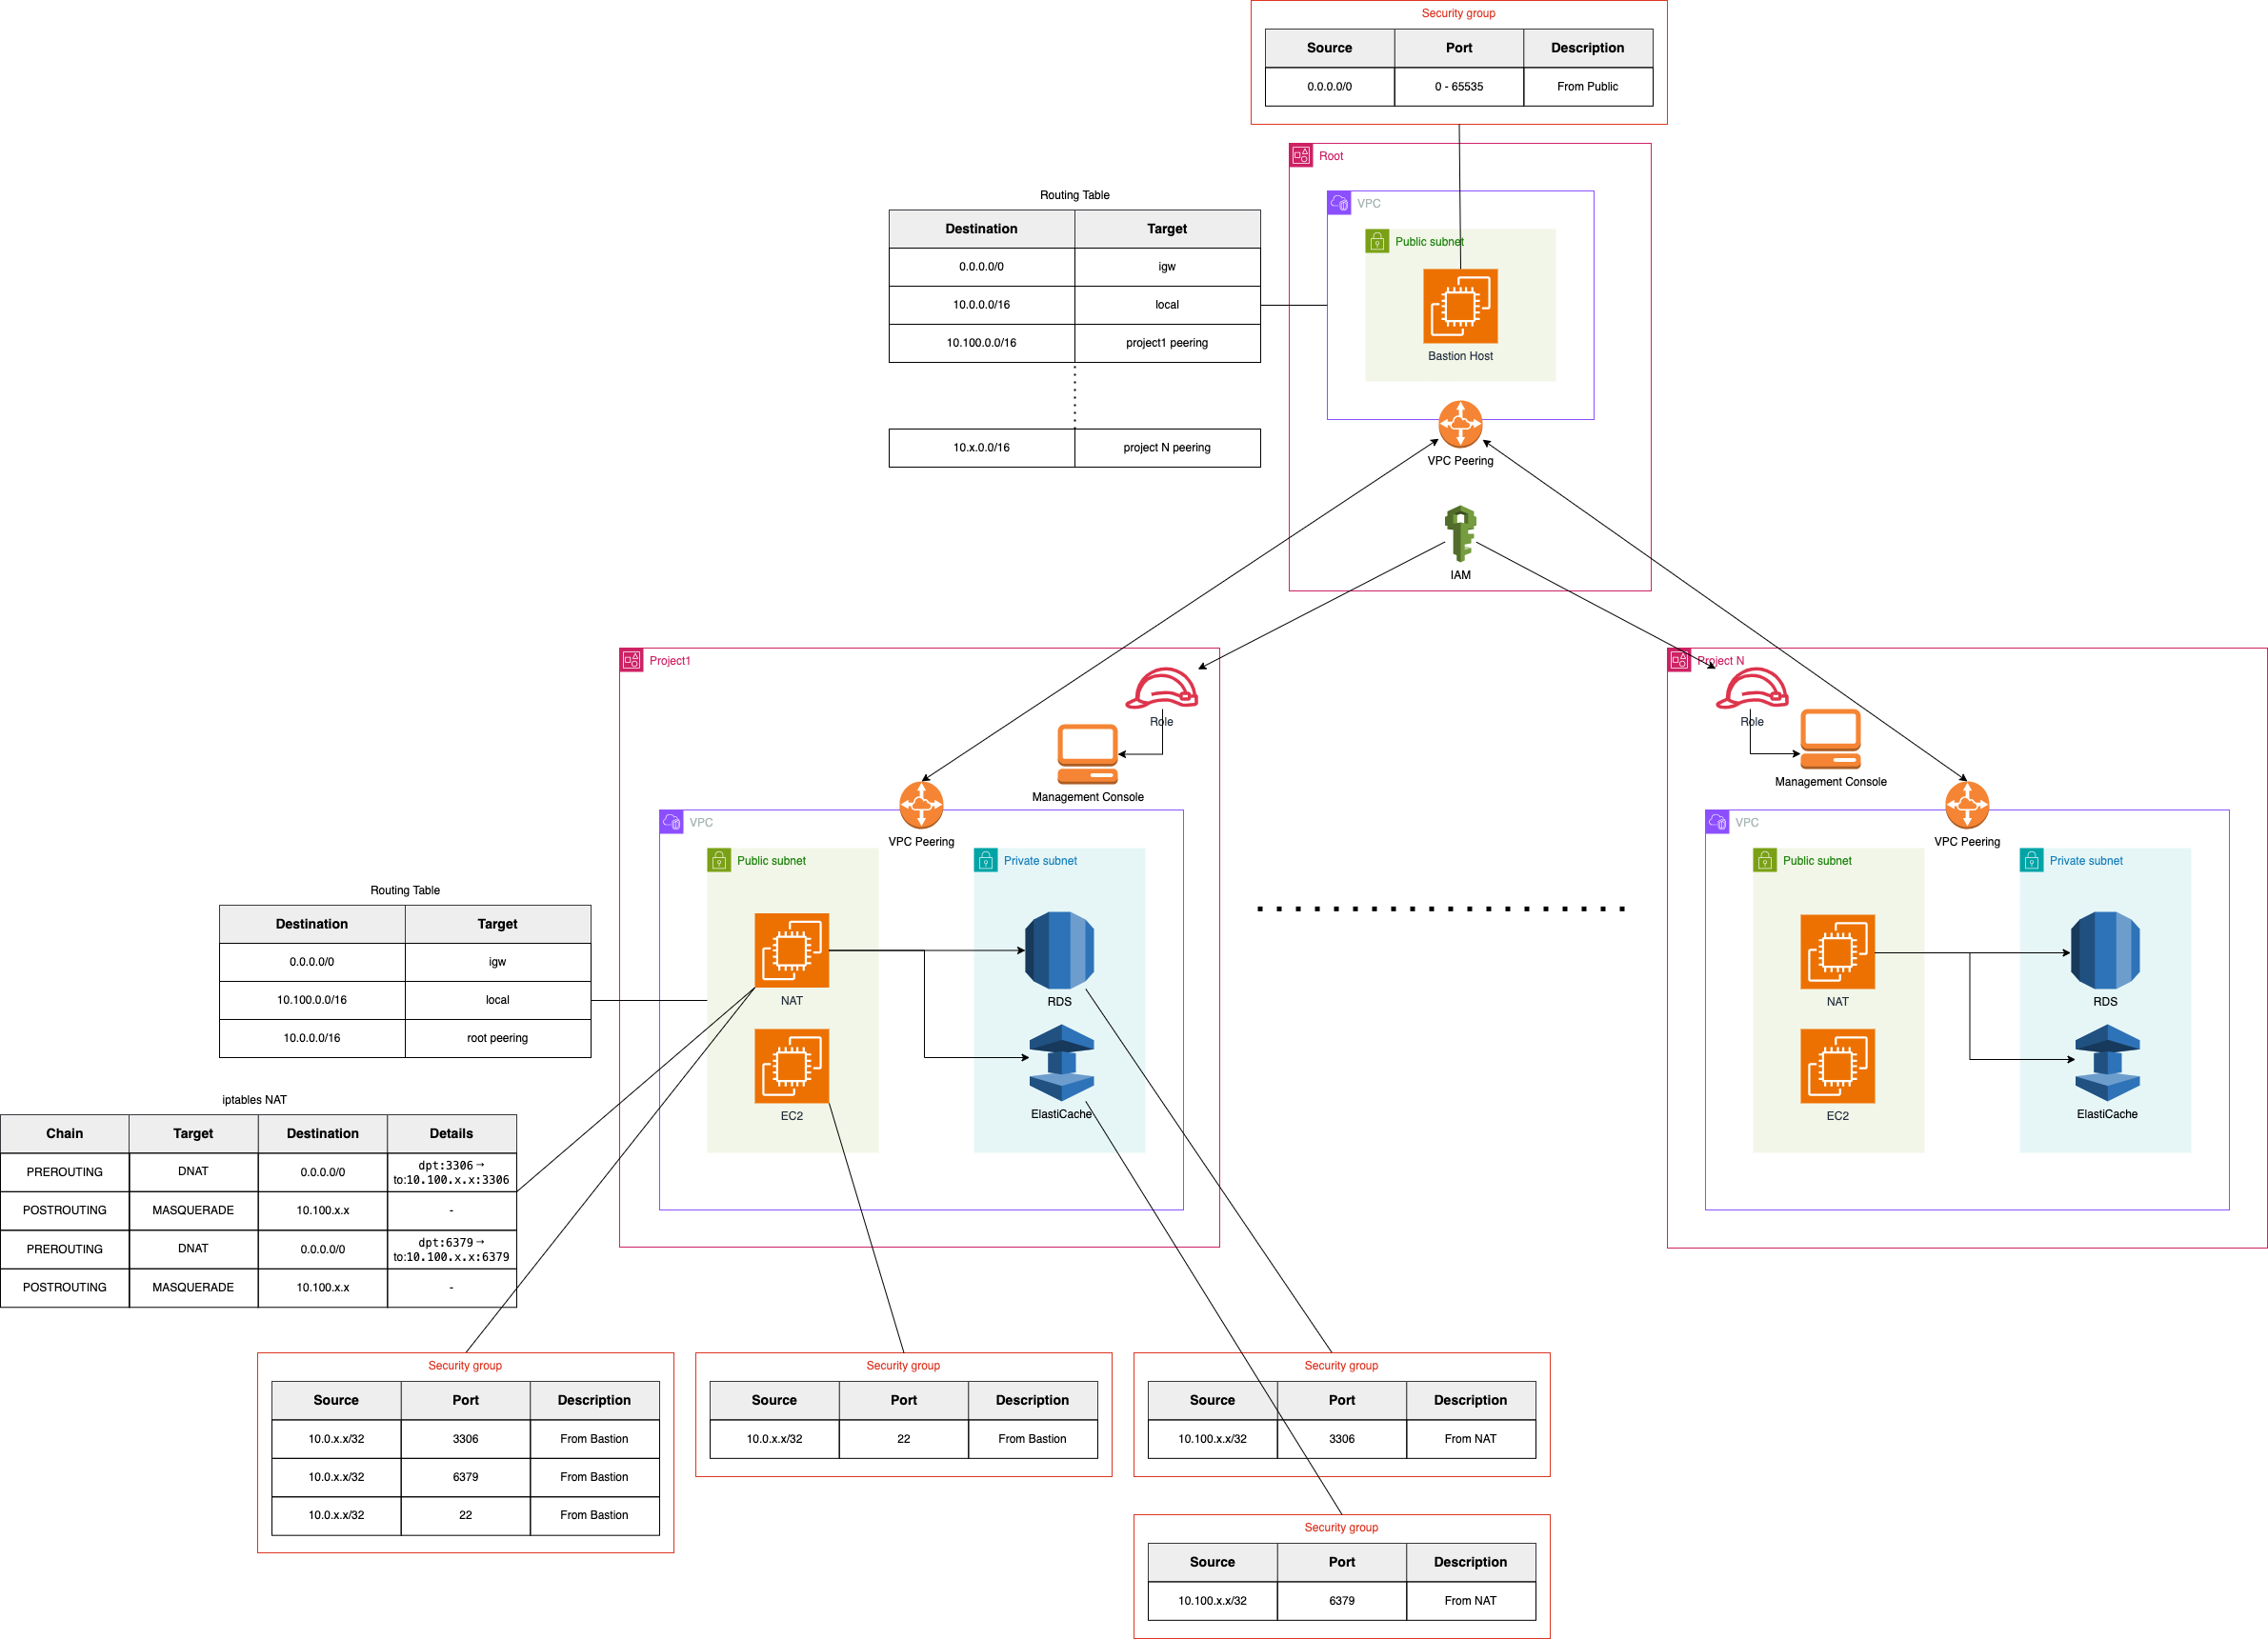 Security group
Source Port Description
0.0.0.0/0 0 - 65535 From Public
Root
VPC
Public subnet
Bastion Host
VPC Peering
IAM
Routing Table
Destination Target
0.0.0.0/0 igw
10.0.0.0/16 local
10.100.0.0/16 project1 peering
10.x.0.0/16 project N peering
Project1
Role
Management Console
VPC Peering
VPC
Public subnet
Private subnet
NAT
RDS
EC2
ElastiCache
Project N
Role
Management Console
VPC Peering
VPC
Public subnet
Private subnet
NAT
RDS
EC2
ElastiCache
Routing Table
Destination Target
0.0.0.0/0 igw
10.100.0.0/16 local
10.0.0.0/16 root peering
iptables NAT
Chain Target Destination Details
PREROUTING DNAT 0.0.0.0/0 dpt:3306 →
to:10.100.x.x:3306
POSTROUTING MASQUERADE 10.100.x.x -
PREROUTING DNAT 0.0.0.0/0 dpt:6379 →
to:10.100.x.x:6379
POSTROUTING MASQUERADE 10.100.x.x -
Security group
Source Port Description
10.0.x.x/32 3306 From Bastion
10.0.x.x/32 6379 From Bastion
10.0.x.x/32 22 From Bastion
Security group
Source Port Description
10.0.x.x/32 22 From Bastion
Security group
Source Port Description
10.100.x.x/32 3306 From NAT
Security group
Source Port Description
10.100.x.x/32 6379 From NAT